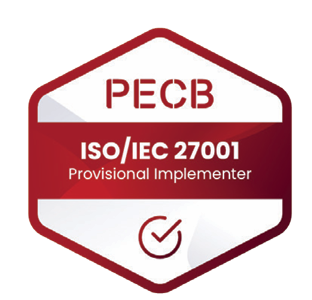 PECB
ISO/IEC 27001
Provisional Implementer